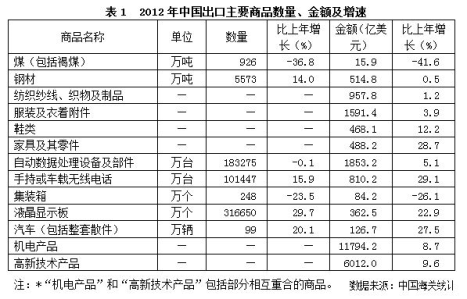 表 1    2012 年中国出口主要商品数量、金额及增速
商品名称 单位 数量 比上年增长（%） 金额（亿美元） 比上年增长（%）
煤（包括褐煤） 万吨 926 -36.8 15.9 -41.6
钢材 万吨 5573 14.0 514.8 0.5
纺织纱线、织物及制品 — — — 957.8 1.2
服装及衣着附件 — — — 1591.4 3.9
鞋类 — — — 468.1 12.2
家具及其零件 — — — 488.2 28.7
自动数据处理设备及部件 万台 183275 -0.1 1853.2 5.1
手持或车载无线电话 万台 101447 15.9 810.2 29.1
集装箱 万个 248 -23.5 84.2 -26.1
液晶显示板 万个 316650 29.7 362.5 22.9
汽车（包括整套散件） 万辆 99 20.1 126.7 27.5
机电产品 — — — 11794.2 8.7
高新技术产品 — — — 6012.0 9.6
注：*“机电产品”和“高新技术产品”包括部分相互重合的商品。 数据来源：中国海关统计